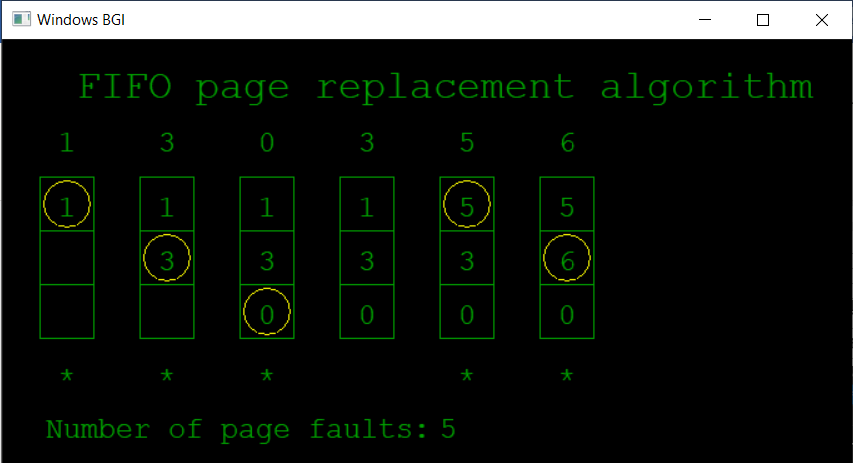 Windows BGI
FIFO page replacement algorithm
1 3 0 3 5 6
1 1 1 1 5 5
3 3 3 3 6
0 0 0 0
* * * * *
Number of page faults: 5